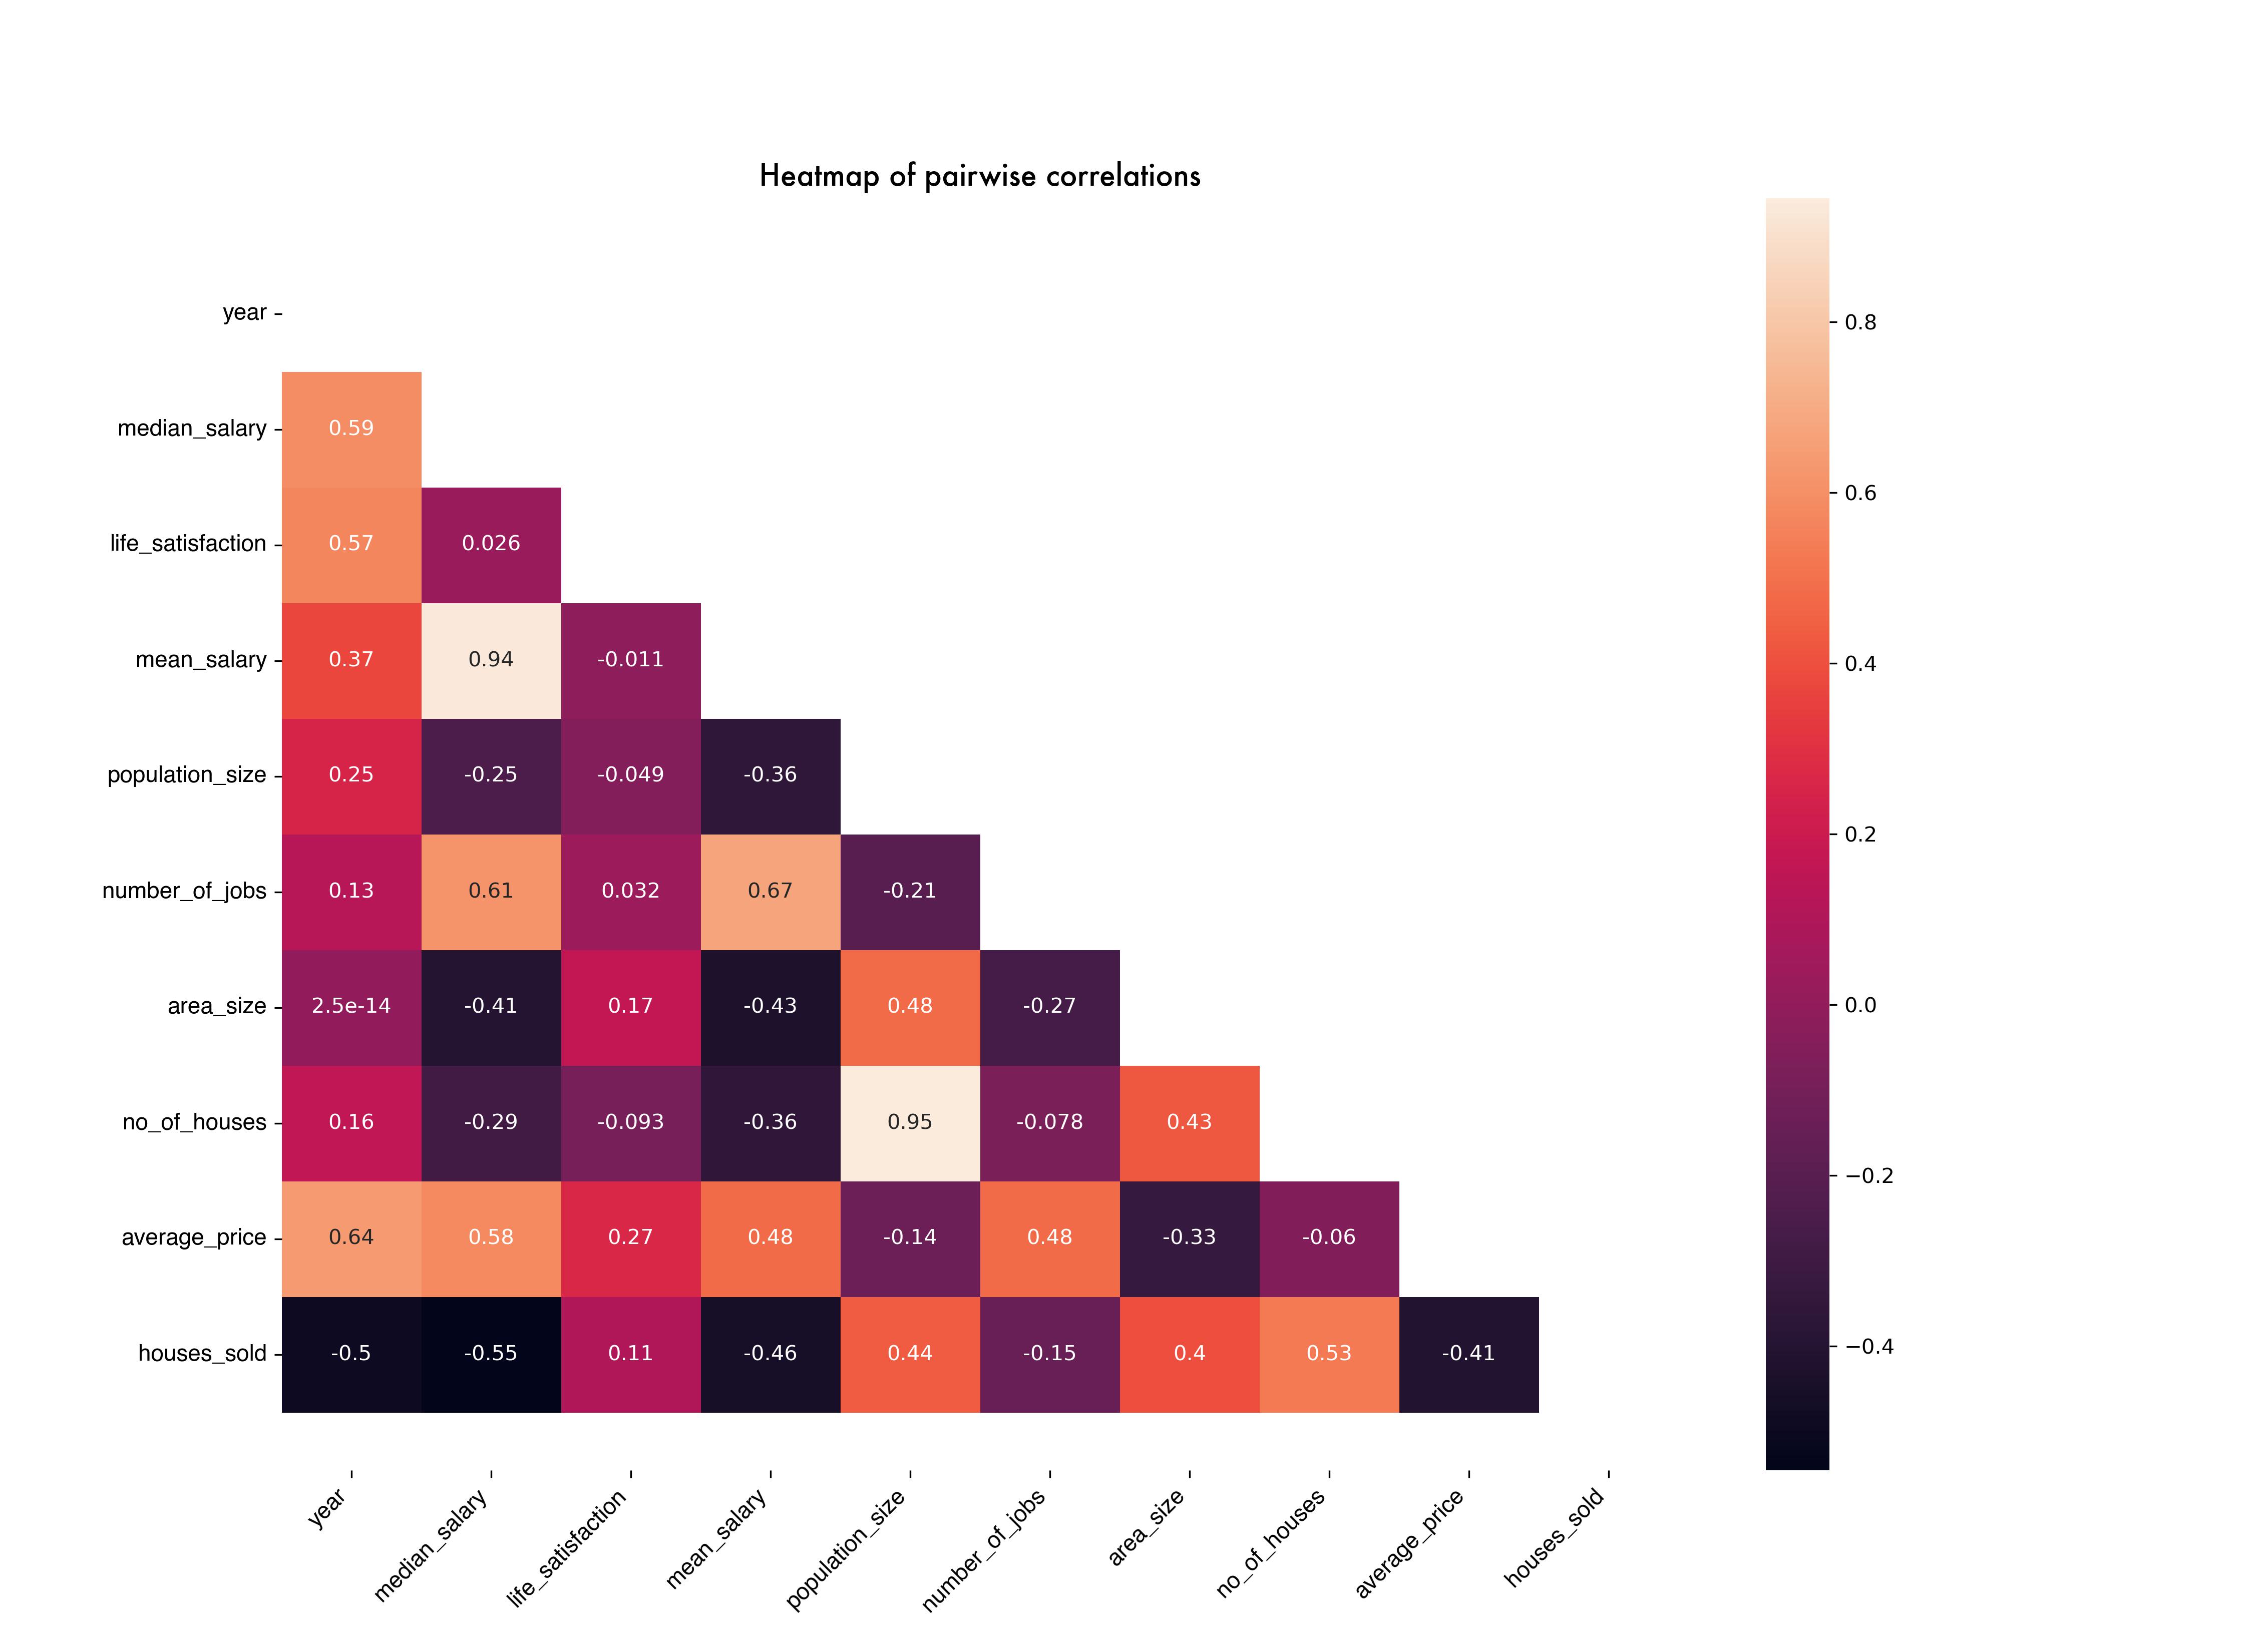 Heatmap of pairwise correlations
year
median_salary 0.59
life_satisfaction 0.57 0.026
mean_salary 0.37 0.94 -0.011
population_size 0.25 -0.25 -0.049 -0.36
number_of_jobs 0.13 0.61 0.032 0.67 -0.21
area_size 2.5e-14 -0.41 0.17 -0.43 0.48 -0.27
no_of_houses 0.16 -0.29 -0.093 -0.36 0.95 -0.078 0.43
average_price 0.64 0.58 0.27 0.48 -0.14 0.48 -0.33 -0.06
houses_sold -0.5 -0.55 0.11 -0.46 0.44 -0.15 0.4 0.53 -0.41
year median_salary life_satisfaction mean_salary population_size number_of_jobs area_size no_of_houses average_price houses_sold
0.8
0.6
0.4
0.2
0.0
−0.2
−0.4